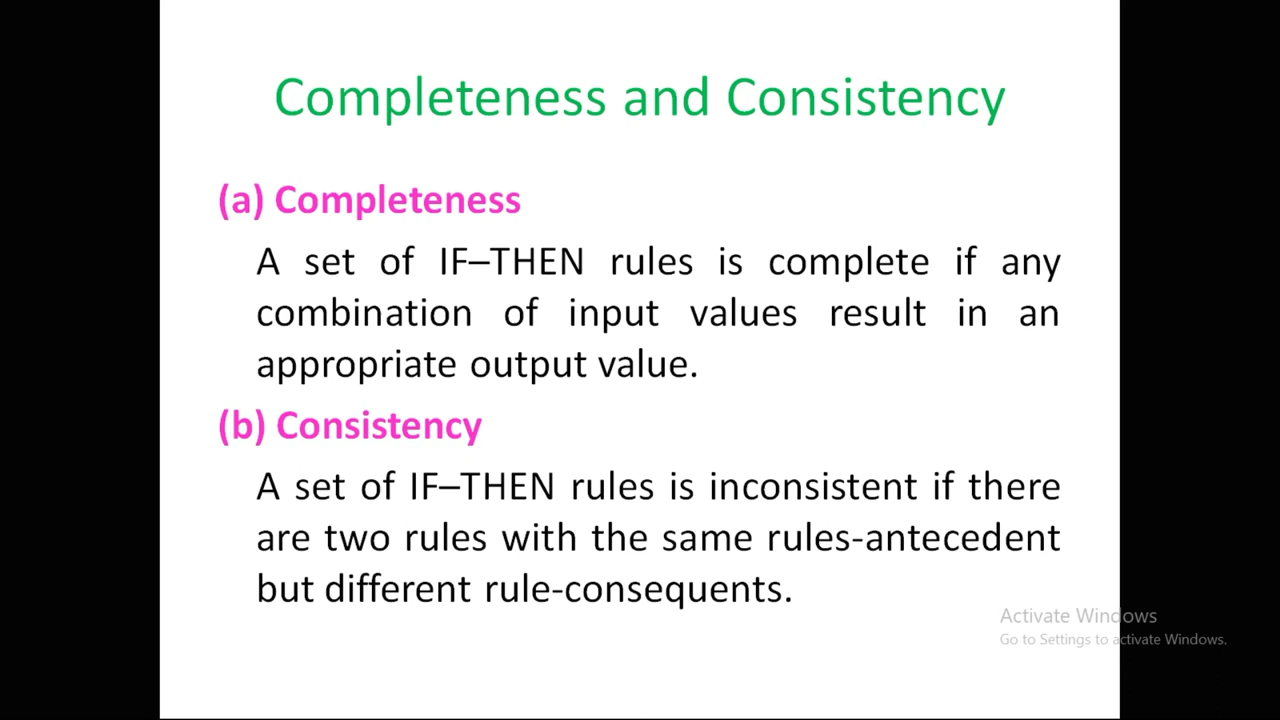 Completeness and Consistency
(a) Completeness
A set of IF–THEN rules is complete if any
combination of input values result in an
appropriate output value.
(b) Consistency
A set of IF–THEN rules is inconsistent if there
are two rules with the same rules-antecedent
but different rule-consequents.
Activate Windows
Go to Settings to activate Windows.